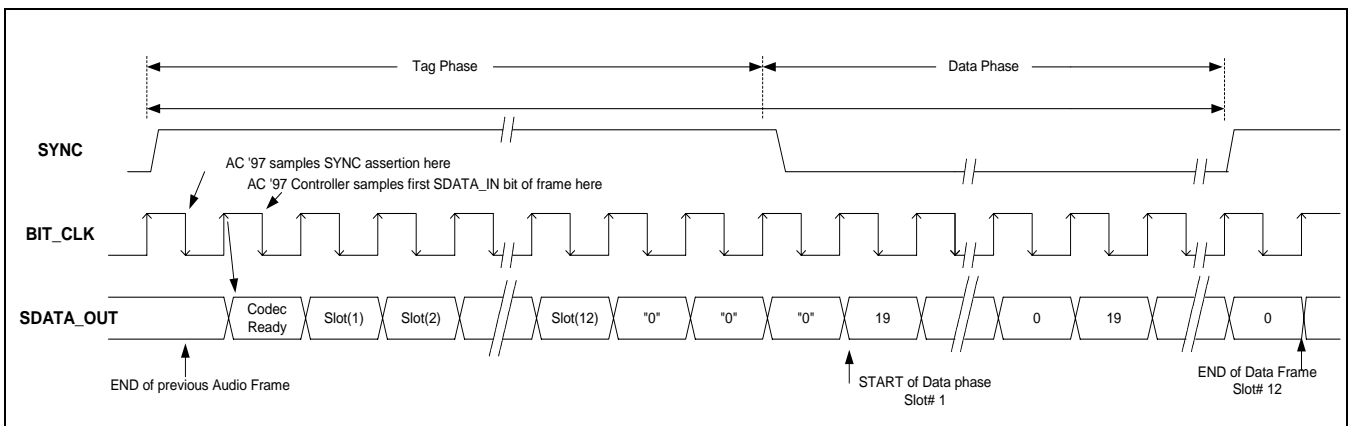 Tag Phase
Data Phase
SYNC
AC '97 samples SYNC assertion here
AC '97 Controller samples first SDATA_IN bit of frame here
BIT_CLK
SDATA_OUT
Codec
Ready
Slot(1)
Slot(2)
Slot(12)
"0"
"0"
"0"
19
0
19
0
END of previous Audio Frame
START of Data phase
Slot# 1
END of Data Frame
Slot# 12